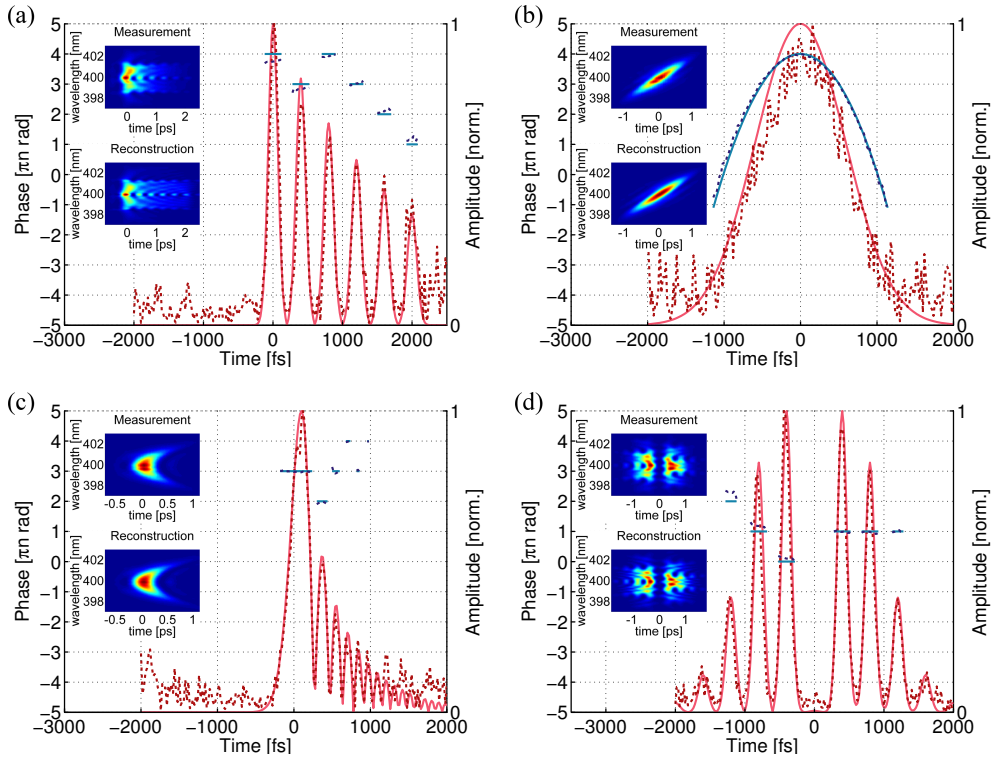 (a)
Phase [πn rad]
5
4
3
2
1
0
−1
−2
−3
−4
−5
Measurement
wavelength [nm]
402
400
398
0 1 2
time [ps]
Reconstruction
wavelength [nm]
402
400
398
0 1 2
time [ps]
1
Amplitude [norm.]
0
−3000 −2000 −1000 0 1000 2000
Time [fs]
(b)
Phase [πn rad]
5
4
3
2
1
0
−1
−2
−3
−4
−5
Measurement
wavelength [nm]
402
400
398
-1 0 1
time [ps]
Reconstruction
wavelength [nm]
402
400
398
-1 0 1
time [ps]
1
Amplitude [norm.]
0
−3000 −2000 −1000 0 1000 2000
Time [fs]
(c)
Phase [πn rad]
5
4
3
2
1
0
−1
−2
−3
−4
−5
Measurement
wavelength [nm]
402
400
398
-0.5 0 0.5 1
time [ps]
Reconstruction
wavelength [nm]
402
400
398
-0.5 0 0.5 1
time [ps]
1
Amplitude [norm.]
0
−3000 −2000 −1000 0 1000 2000
Time [fs]
(d)
Phase [πn rad]
5
4
3
2
1
0
−1
−2
−3
−4
−5
Measurement
wavelength [nm]
402
400
398
-1 0 1
time [ps]
Reconstruction
wavelength [nm]
402
400
398
-1 0 1
time [ps]
1
Amplitude [norm.]
0
−3000 −2000 −1000 0 1000 2000
Time [fs]